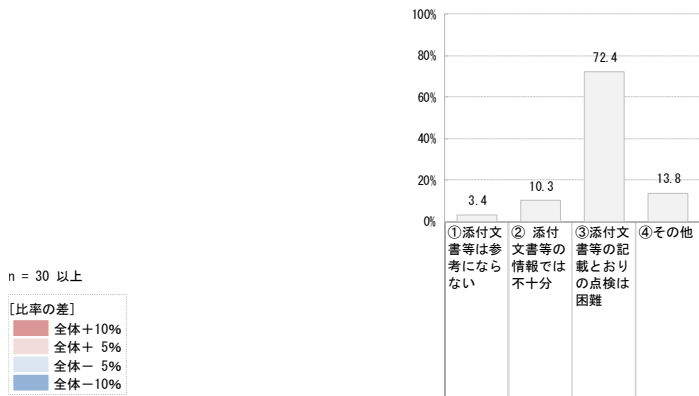 100%
80%
60%
40%
20%
0%
3.4
10.3
72.4
13.8
①添付文
書等は参
考になら
ない
② 添付
文書等の
情報では
不十分
③添付文
書等の記
載とおり
の点検は
困難
④その他
n = 30 以上
[比率の差]
全体＋10%
全体＋ 5%
全体－ 5%
全体－10%